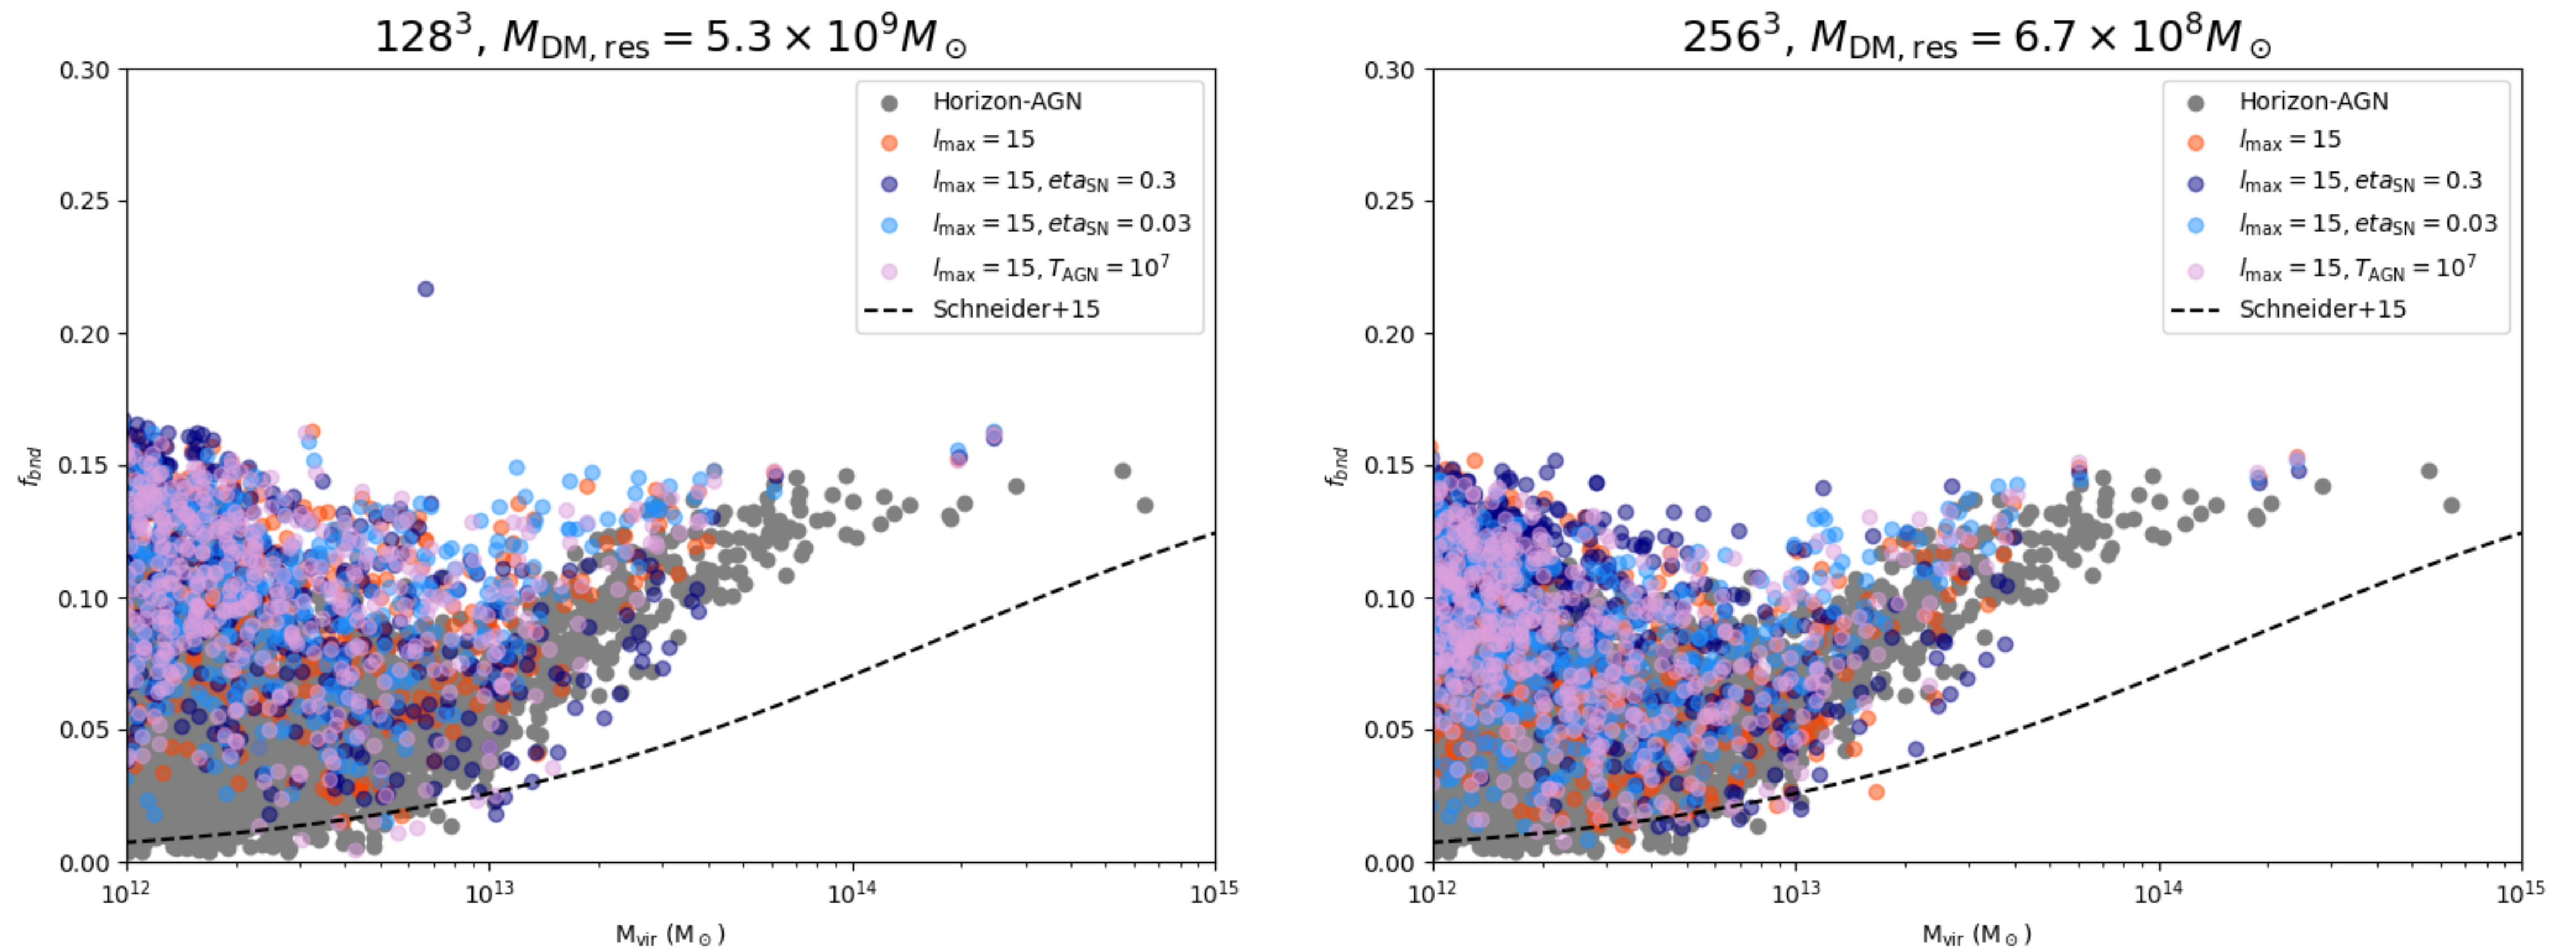 128³, M_DM, res = 5.3 × 10⁹ M_⊙
0.30
0.25
0.20
0.15
0.10
0.05
0.00
f_bnd
Horizon-AGN
l_max = 15
l_max = 15, eta_SN = 0.3
l_max = 15, eta_SN = 0.03
l_max = 15, T_AGN = 10⁷
Schneider+15
10¹² 10¹³ 10¹⁴ 10¹⁵
M_vir (M_⊙)
256³, M_DM, res = 6.7 × 10⁸ M_⊙
0.30
0.25
0.20
0.15
0.10
0.05
0.00
f_bnd
Horizon-AGN
l_max = 15
l_max = 15, eta_SN = 0.3
l_max = 15, eta_SN = 0.03
l_max = 15, T_AGN = 10⁷
Schneider+15
10¹² 10¹³ 10¹⁴ 10¹⁵
M_vir (M_⊙)